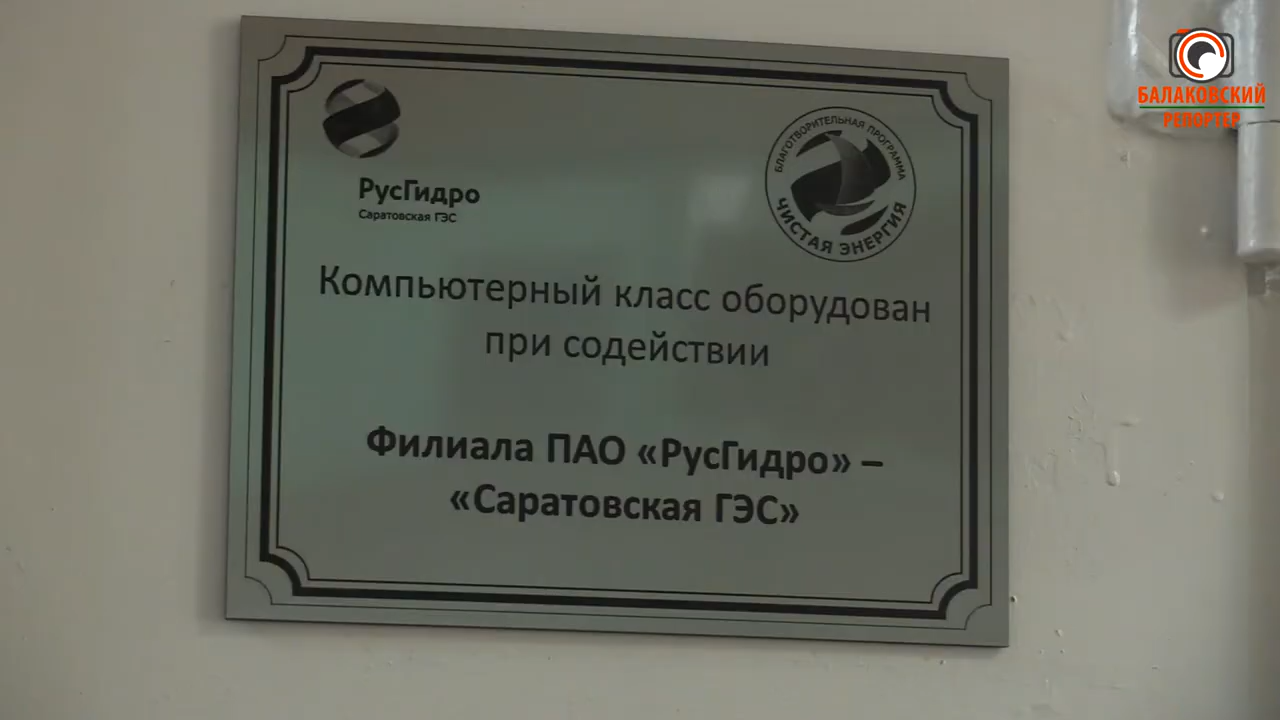 БАЛАКОВСКИЙ
РЕПОРТЕР
РусГидро
Саратовская ГЭС
БЛАГОТВОРИТЕЛЬНАЯ ПРОГРАММА
ЧИСТАЯ ЭНЕРГИЯ
Компьютерный класс оборудован
при содействии
Филиала ПАО «РусГидро» –
«Саратовская ГЭС»